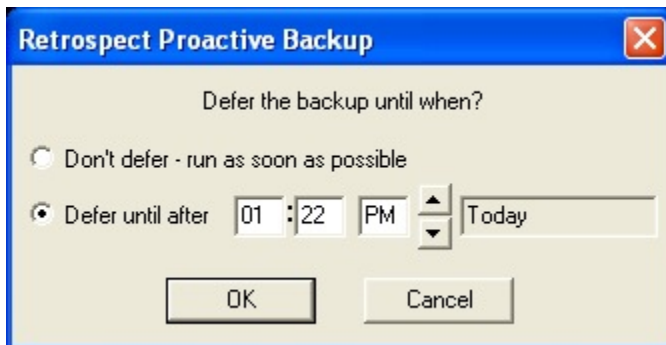 Retrospect Proactive Backup
Defer the backup until when?
Don't defer - run as soon as possible
Defer until after 01 : 22 PM Today
OK Cancel